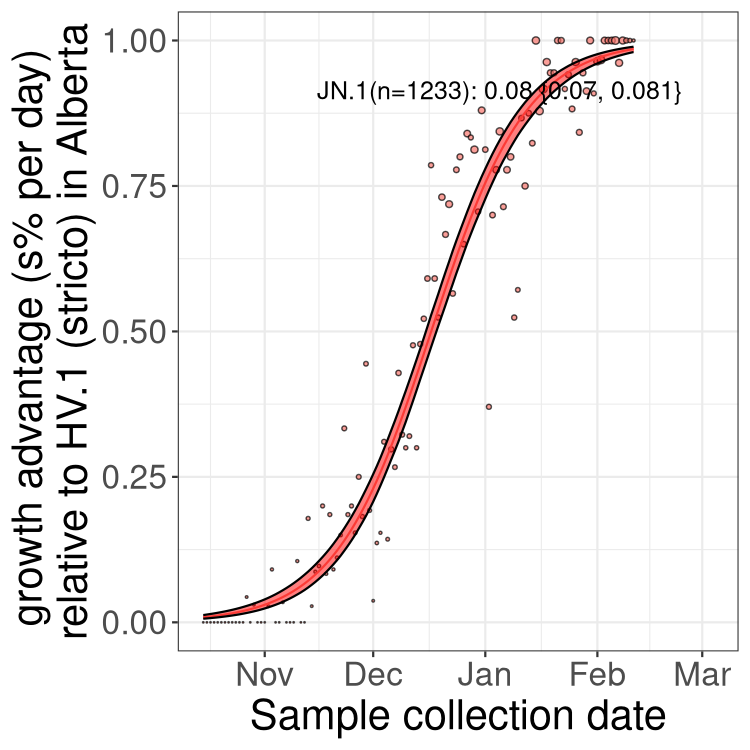 growth advantage (s% per day)
relative to HV.1 (stricto) in Alberta
1.00
0.75
0.50
0.25
0.00
JN.1(n=1233): 0.08 {0.07, 0.081}
Nov Dec Jan Feb Mar
Sample collection date